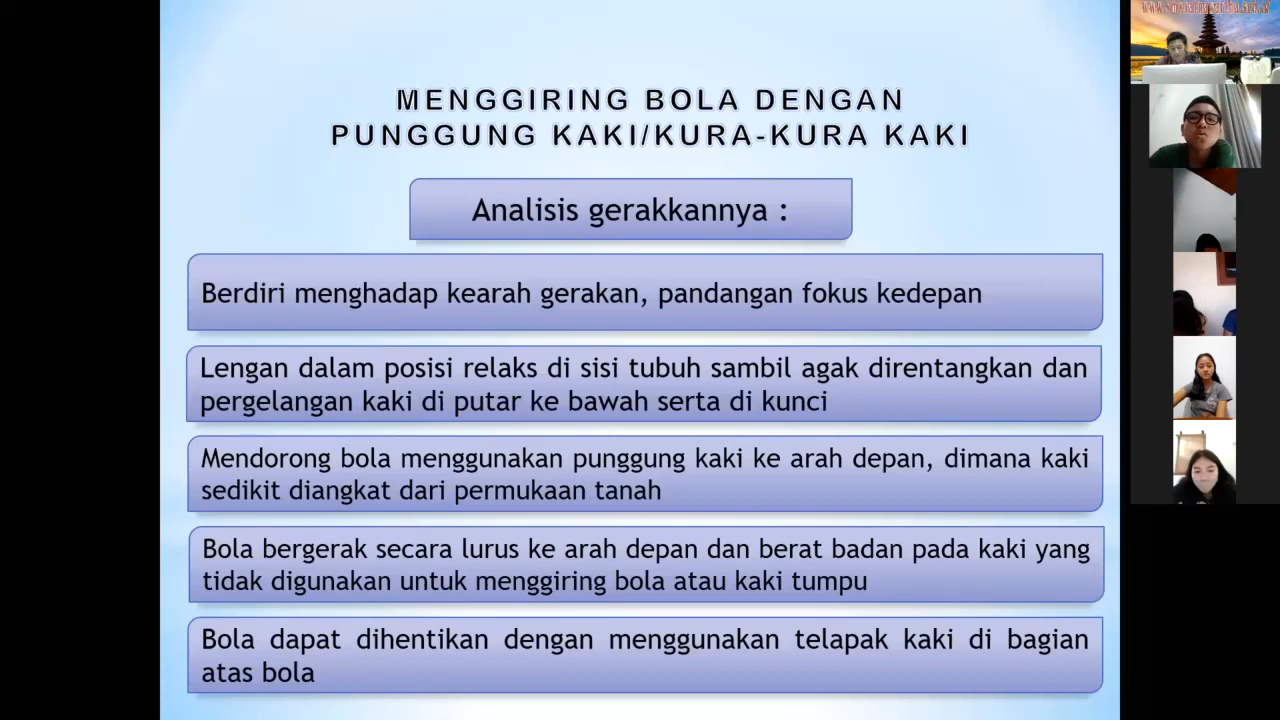 MENGGIRING BOLA DENGAN
PUNGGUNG KAKI/KURA-KURA KAKI
Analisis gerakkannya :
Berdiri menghadap kearah gerakan, pandangan fokus kedepan
Lengan dalam posisi relaks di sisi tubuh sambil agak direntangkan dan
pergelangan kaki di putar ke bawah serta di kunci
Mendorong bola menggunakan punggung kaki ke arah depan, dimana kaki
sedikit diangkat dari permukaan tanah
Bola bergerak secara lurus ke arah depan dan berat badan pada kaki yang
tidak digunakan untuk menggiring bola atau kaki tumpu
Bola dapat dihentikan dengan menggunakan telapak kaki di bagian
atas bola